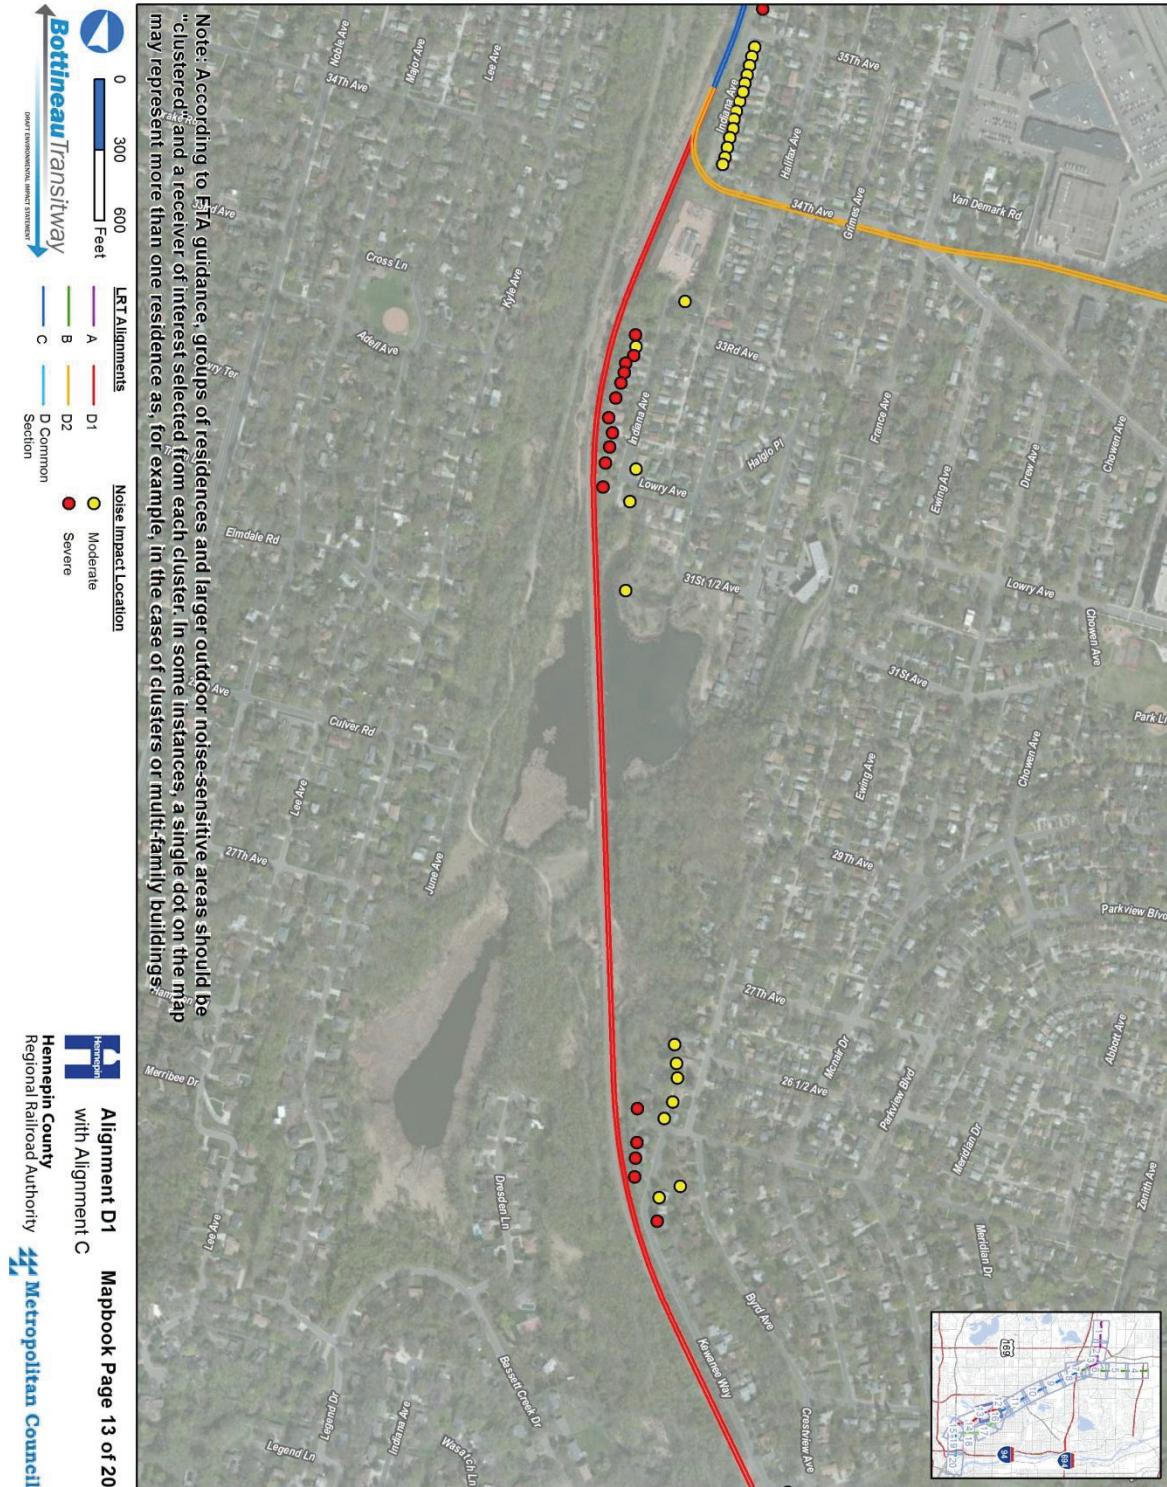 Noble Ave
34Th Ave
Major Ave
Lee Ave
35Th Ave
Indiana Ave
Halifax Ave
34Th Ave
Grimes Ave
Van Demark Rd
Cross Ln
Kyle Ave
Adell Ave
33Rd Ave
Indiana Ave
Halglo Pl
Lowry Ave
France Ave
Ewing Ave
Drew Ave
Chowen Ave
Elmdale Rd
31St 1/2 Ave
Lowry Ave
Chowen Ave
31St Ave
Culver Rd
Lee Ave
27Th Ave
June Ave
Ewing Ave
Chowen Ave
29Th Ave
Parkview Blvd
27Th Ave
Mcnair Dr
26 1/2 Ave
Parkview Blvd
Abbott Ave
Meridian Dr
Zenith Ave
Meridian Dr
Merribee Dr
Lee Ave
Dresden Ln
Byrd Ave
Kewanee Way
Crestview Ave
Bassett Creek Dr
Legend Dr
Indiana Ave
Legend Ln
Wasatch Ln
169
694
94
Note: According to FTA guidance, groups of residences and larger outdoor noise-sensitive areas should be
"clustered" and a receiver of interest selected from each cluster. In some instances, a single dot on the map
may represent more than one residence as, for example, in the case of clusters or multi-family buildings.
0 300 600
Feet
BottineauTransitway
DRAFT ENVIRONMENTAL IMPACT STATEMENT
LRT Alignments
A
B
C
D1
D2
D Common
Section
Noise Impact Location
Moderate
Severe
Hennepin
Hennepin County
Regional Railroad Authority
Alignment D1
with Alignment C
Mapbook Page 13 of 20
Metropolitan Council